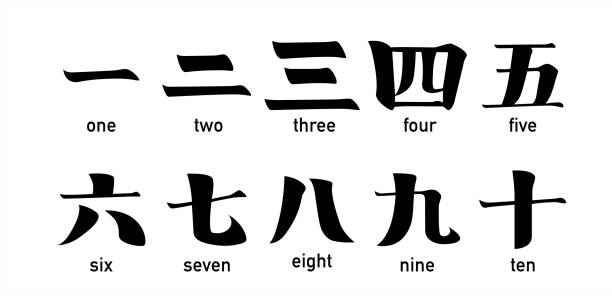 一 二 三 四 五
one two three four five
六 七 八 九 十
six seven eight nine ten